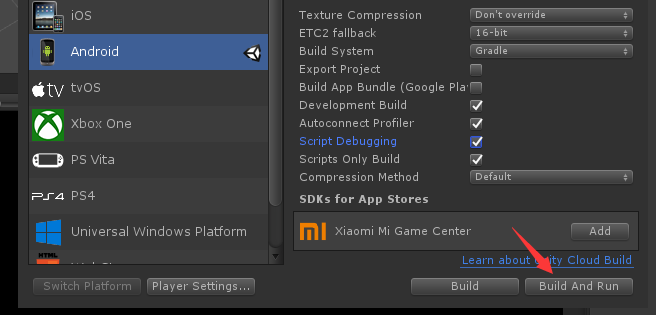 iOS
Android
tvOS
Xbox One
PS Vita
PS4
Universal Windows Platform
Switch Platform
Player Settings...
Texture Compression Don't override
ETC2 fallback 16-bit
Build System Gradle
Export Project
Build App Bundle (Google Pla
Development Build
Autoconnect Profiler
Script Debugging
Scripts Only Build
Compression Method Default
SDKs for App Stores
Xiaomi Mi Game Center Add
Learn about Unity Cloud Build
Build Build And Run